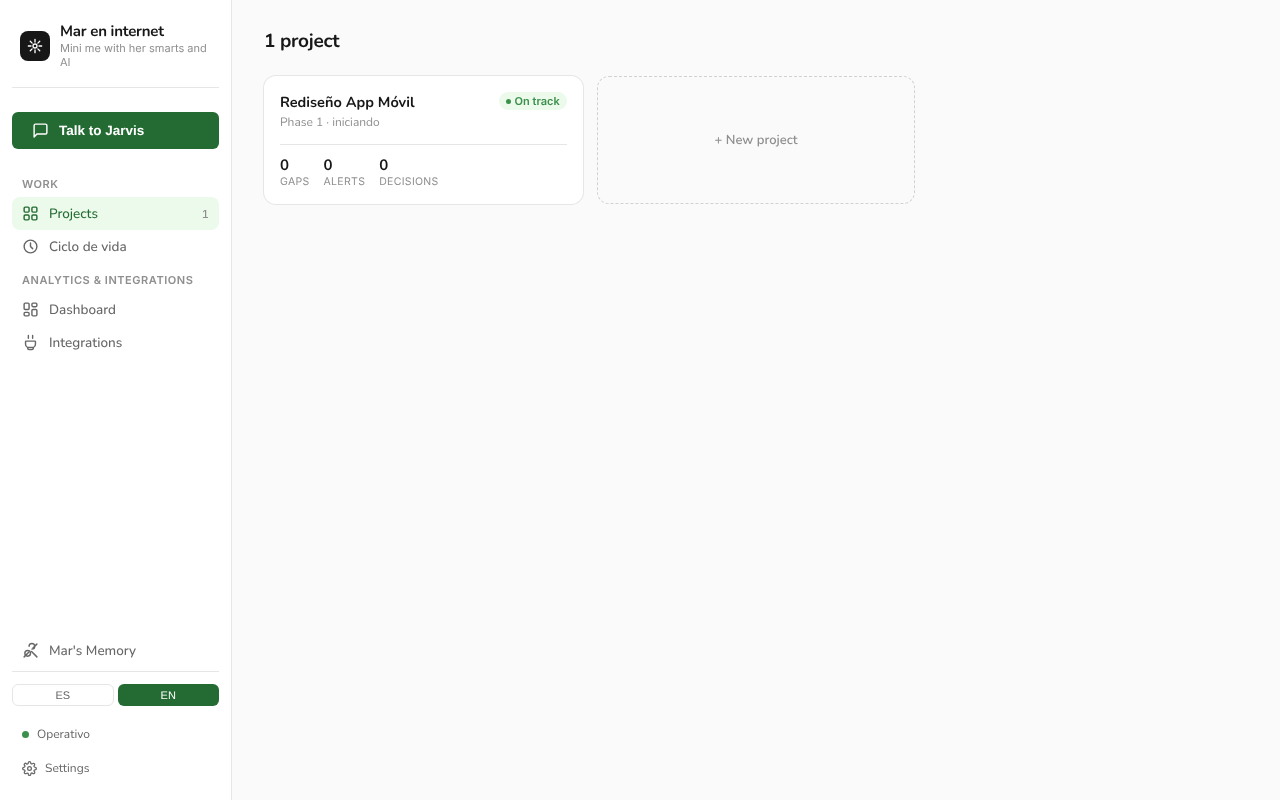 Mar en internet
Mini me with her smarts and
AI
Talk to Jarvis
WORK
Projects 1
Ciclo de vida
ANALYTICS & INTEGRATIONS
Dashboard
Integrations
Mar's Memory
ES EN
Operativo
Settings
1 project
Rediseño App Móvil
On track
Phase 1 · iniciando
0 0 0
GAPS ALERTS DECISIONS
+ New project